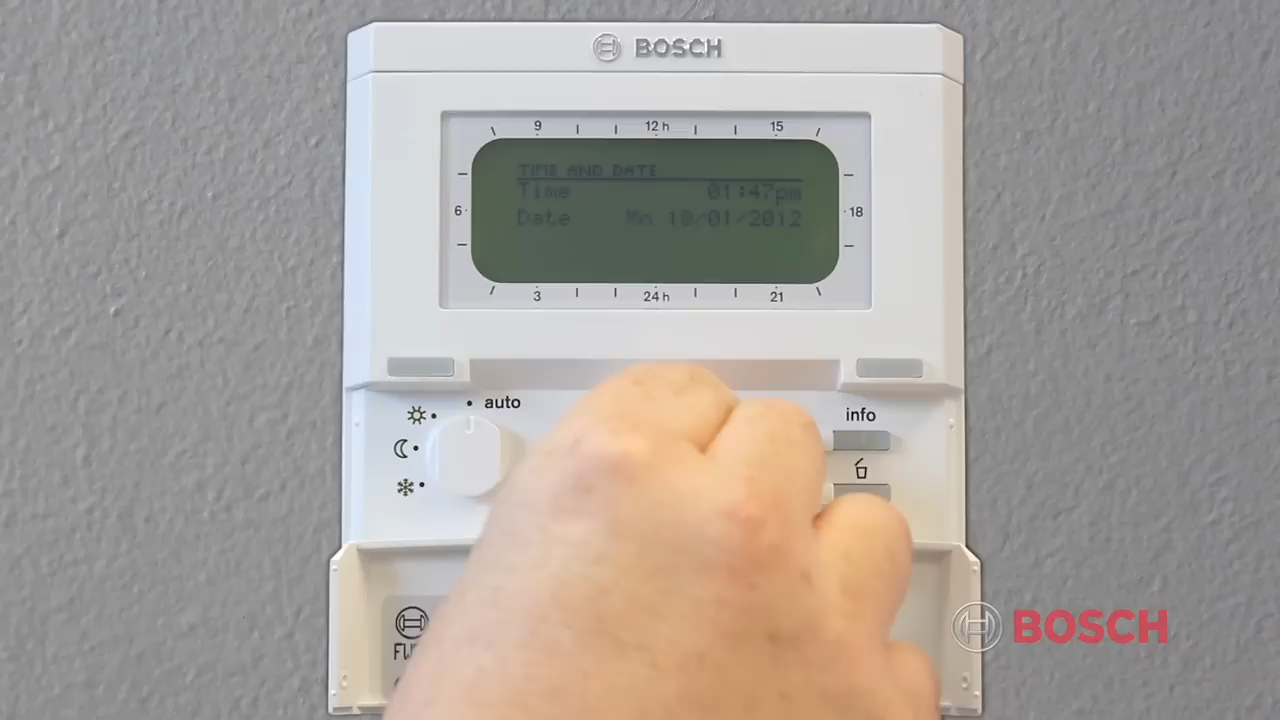 BOSCH
9 12 h 15
TIME AND DATE
Time 01:47pm
6 18
Date Mo 10/01/2012
3 24 h 21
auto
info
BOSCH